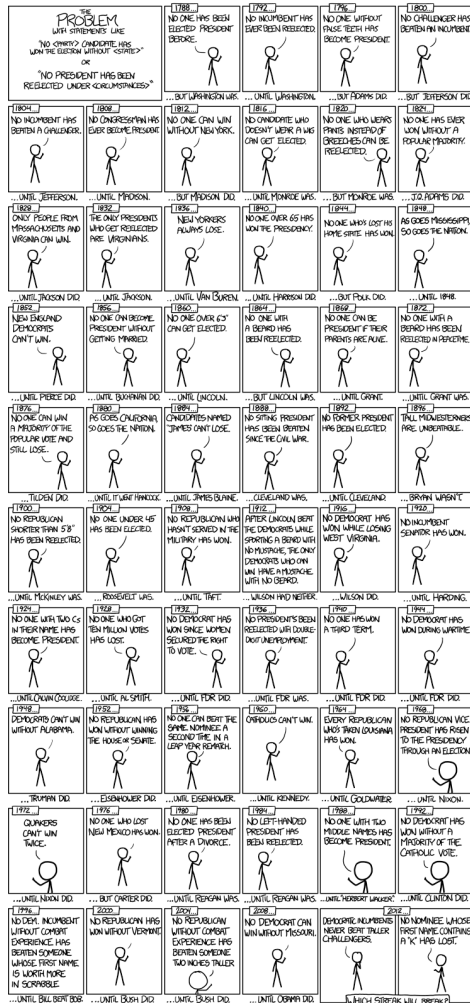 THE
PROBLEM
WITH STATEMENTS LIKE
"NO <PARTY> CANDIDATE HAS
WON THE ELECTION WITHOUT <STATE>"
OR
"NO PRESIDENT HAS BEEN
REELECTED UNDER <CIRCUMSTANCES>"
1788...
NO ONE HAS BEEN
ELECTED PRESIDENT
BEFORE.
...BUT WASHINGTON WAS.
1792...
NO INCUMBENT HAS
EVER BEEN REELECTED.
...UNTIL WASHINGTON.
1796...
NO ONE WITHOUT
FALSE TEETH HAS
BECOME PRESIDENT.
...BUT ADAMS DID.
1800...
NO CHALLENGER HAS
BEATEN AN INCUMBENT.
...BUT JEFFERSON DID.
1804...
NO INCUMBENT HAS
BEATEN A CHALLENGER.
...UNTIL JEFFERSON.
1808...
NO CONGRESSMAN HAS
EVER BECOME PRESIDENT.
...UNTIL MADISON.
1812...
NO ONE CAN WIN
WITHOUT NEW YORK.
...BUT MADISON DID.
1816...
NO CANDIDATE WHO
DOESN'T WEAR A WIG
CAN GET ELECTED.
...UNTIL MONROE WAS.
1820...
NO ONE WHO WEARS
PANTS INSTEAD OF
BREECHES CAN BE
REELECTED.
...BUT MONROE WAS.
1824...
NO ONE HAS EVER
WON WITHOUT A
POPULAR MAJORITY.
...J.Q. ADAMS DID.
1828...
ONLY PEOPLE FROM
MASSACHUSETTS AND
VIRGINIA CAN WIN.
...UNTIL JACKSON DID.
1832...
THE ONLY PRESIDENTS
WHO GET REELECTED
ARE VIRGINIANS.
...UNTIL JACKSON.
1836...
NEW YORKERS
ALWAYS LOSE.
...UNTIL VAN BUREN.
1840...
NO ONE OVER 65 HAS
WON THE PRESIDENCY.
...UNTIL HARRISON DID.
1844...
NO ONE WHO'S LOST HIS
HOME STATE HAS WON.
...BUT POLK DID.
1848...
AS GOES MISSISSIPPI,
SO GOES THE NATION.
...UNTIL 1848.
1852...
NEW ENGLAND
DEMOCRATS
CAN'T WIN.
...UNTIL PIERCE DID.
1856...
NO ONE CAN BECOME
PRESIDENT WITHOUT
GETTING MARRIED.
...UNTIL BUCHANAN DID.
1860...
NO ONE OVER 6'3"
CAN GET ELECTED.
...UNTIL LINCOLN.
1864...
NO ONE WITH
A BEARD HAS
BEEN REELECTED.
...BUT LINCOLN WAS.
1868...
NO ONE CAN BE
PRESIDENT IF THEIR
PARENTS ARE ALIVE.
...UNTIL GRANT.
1872...
NO ONE WITH A
BEARD HAS BEEN
REELECTED IN PEACETIME.
...UNTIL GRANT WAS.
1876...
NO ONE CAN WIN
A MAJORITY OF THE
POPULAR VOTE AND
STILL LOSE.
...TILDEN DID.
1880...
AS GOES CALIFORNIA,
SO GOES THE NATION.
...UNTIL IT WENT HANCOCK.
1884...
CANDIDATES NAMED
"JAMES" CAN'T LOSE.
...UNTIL JAMES BLAINE.
1888...
NO SITTING PRESIDENT
HAS BEEN BEATEN
SINCE THE CIVIL WAR.
...CLEVELAND WAS.
1892...
NO FORMER PRESIDENT
HAS BEEN ELECTED.
...UNTIL CLEVELAND.
1896...
TALL MIDWESTERNERS
ARE UNBEATABLE.
...BRYAN WASN'T
1900...
NO REPUBLICAN
SHORTER THAN 5'8"
HAS BEEN REELECTED.
...UNTIL MCKINLEY WAS.
1904...
NO ONE UNDER 45
HAS BEEN ELECTED.
...ROOSEVELT WAS.
1908...
NO REPUBLICAN WHO
HASN'T SERVED IN THE
MILITARY HAS WON.
...UNTIL TAFT.
1912...
AFTER LINCOLN BEAT
THE DEMOCRATS WHILE
SPORTING A BEARD WITH
NO MUSTACHE, THE ONLY
DEMOCRATS WHO CAN
WIN HAVE A MUSTACHE
WITH NO BEARD.
...WILSON HAD NEITHER.
1916...
NO DEMOCRAT HAS
WON WHILE LOSING
WEST VIRGINIA.
...WILSON DID.
1920...
NO INCUMBENT
SENATOR HAS WON.
...UNTIL HARDING.
1924...
NO ONE WITH TWO Cs
IN THEIR NAME HAS
BECOME PRESIDENT.
...UNTIL CALVIN COOLIDGE.
1928...
NO ONE WHO GOT
TEN MILLION VOTES
HAS LOST.
...UNTIL AL SMITH.
1932...
NO DEMOCRAT HAS
WON SINCE WOMEN
SECURED THE RIGHT
TO VOTE.
...UNTIL FDR DID.
1936...
NO PRESIDENT'S BEEN
REELECTED WITH DOUBLE-
DIGIT UNEMPLOYMENT.
...UNTIL FDR WAS.
1940...
NO ONE HAS WON
A THIRD TERM.
...UNTIL FDR DID.
1944...
NO DEMOCRAT HAS
WON DURING WARTIME.
...UNTIL FDR DID.
1948...
DEMOCRATS CAN'T WIN
WITHOUT ALABAMA.
...TRUMAN DID.
1952...
NO REPUBLICAN HAS
WON WITHOUT WINNING
THE HOUSE OR SENATE.
...EISENHOWER DID.
1956...
NO ONE CAN BEAT THE
SAME NOMINEE A
SECOND TIME IN A
LEAP YEAR REMATCH.
...UNTIL EISENHOWER.
1960...
CATHOLICS CAN'T WIN.
...UNTIL KENNEDY.
1964...
EVERY REPUBLICAN
WHO'S TAKEN LOUISIANA
HAS WON.
...UNTIL GOLDWATER
1968...
NO REPUBLICAN VICE
PRESIDENT HAS RISEN
TO THE PRESIDENCY
THROUGH AN ELECTION.
...UNTIL NIXON.
1972...
QUAKERS
CAN'T WIN
TWICE.
...UNTIL NIXON DID.
1976...
NO ONE WHO LOST
NEW MEXICO HAS WON.
...BUT CARTER DID.
1980...
NO ONE HAS BEEN
ELECTED PRESIDENT
AFTER A DIVORCE.
...UNTIL REAGAN WAS.
1984...
NO LEFT-HANDED
PRESIDENT HAS
BEEN REELECTED.
...UNTIL REAGAN WAS.
1988...
NO ONE WITH TWO
MIDDLE NAMES HAS
BECOME PRESIDENT.
...UNTIL "HERBERT WALKER".
1992...
NO DEMOCRAT HAS
WON WITHOUT A
MAJORITY OF THE
CATHOLIC VOTE.
...UNTIL CLINTON DID.
1996...
NO DEM. INCUMBENT
WITHOUT COMBAT
EXPERIENCE HAS
BEATEN SOMEONE
WHOSE FIRST NAME
IS WORTH MORE
IN SCRABBLE
...UNTIL BILL BEAT BOB.
2000...
NO REPUBLICAN HAS
WON WITHOUT VERMONT.
...UNTIL BUSH DID.
2004...
NO REPUBLICAN
WITHOUT COMBAT
EXPERIENCE HAS
BEATEN SOMEONE
TWO INCHES TALLER
...UNTIL BUSH DID.
2008...
NO DEMOCRAT CAN
WIN WITHOUT MISSOURI.
...UNTIL OBAMA DID.
2012...
DEMOCRATIC INCUMBENTS
NEVER BEAT TALLER
CHALLENGERS.
NO NOMINEE WHOSE
FIRST NAME CONTAINS
A "K" HAS LOST.
WHICH STREAK WILL BREAK?